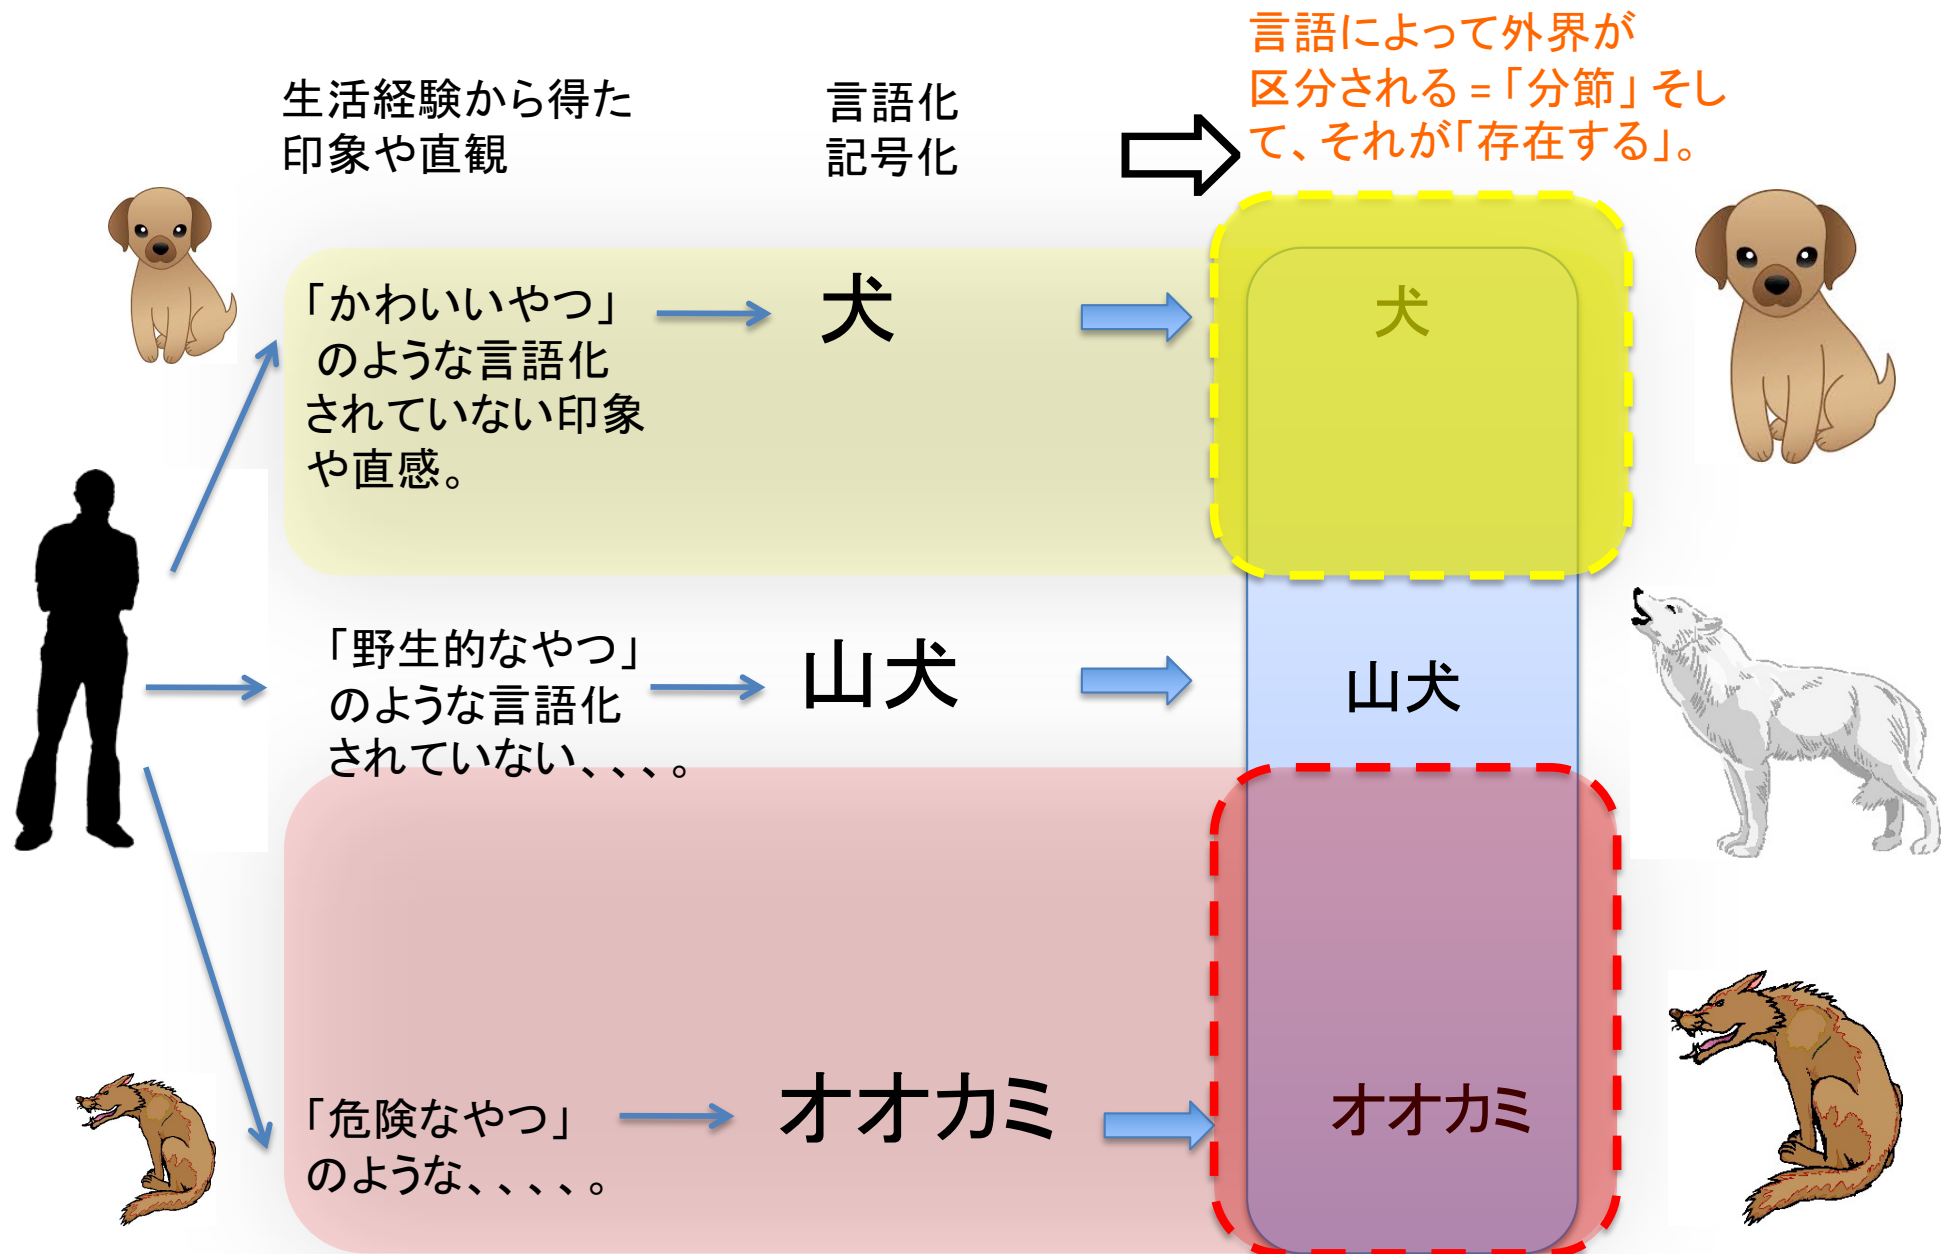 生活経験から得た
印象や直観
言語化
記号化
言語によって外界が
区分される=「分節」そし
て、それが「存在する」。
「かわいいやつ」
のような言語化
されていない印象
や直感。
犬
犬
「野生的なやつ」
のような言語化
されていない、、、。
山犬
山犬
「危険なやつ」
のような、、、、。
オオカミ
オオカミ